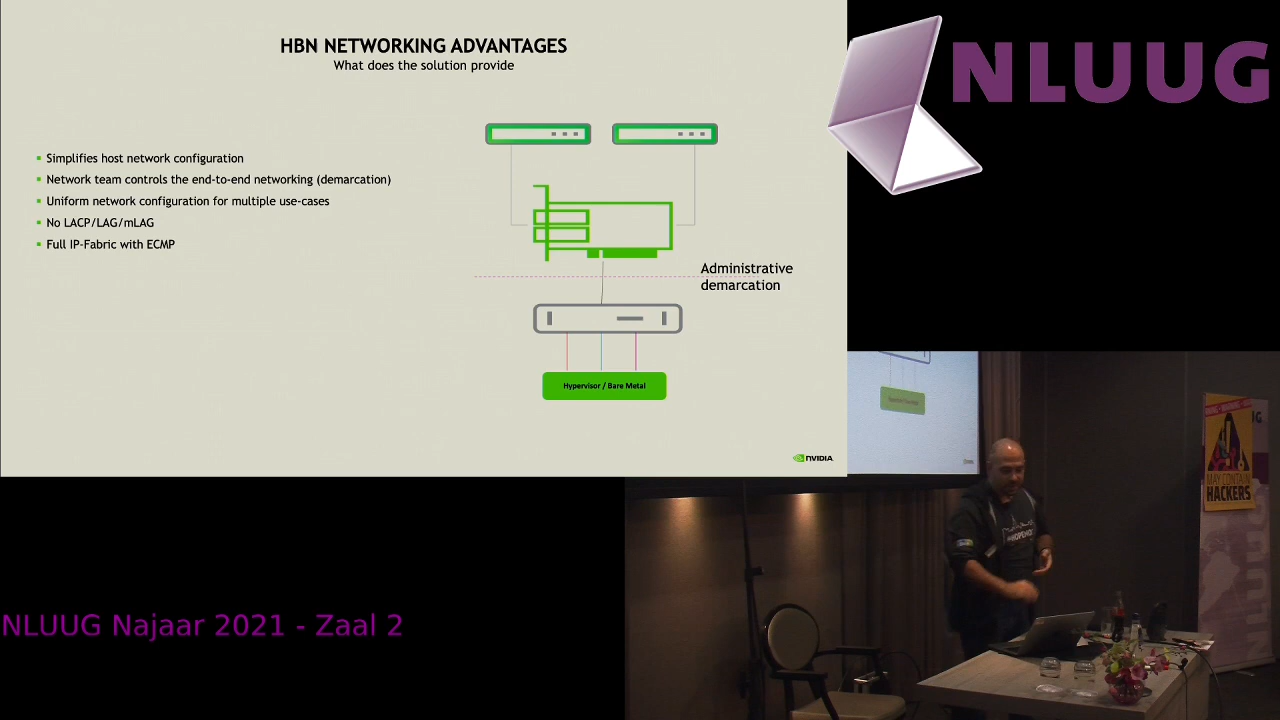 HBN NETWORKING ADVANTAGES
What does the solution provide
Simplifies host network configuration
Network team controls the end-to-end networking (demarcation)
Uniform network configuration for multiple use-cases
No LACP/LAG/mLAG
Full IP-Fabric with ECMP
Administrative
demarcation
Hypervisor / Bare Metal
NVIDIA
NLUUG
MAY CONTAIN
HACKERS
NLUUG
NLUUG Najaar 2021 - Zaal 2